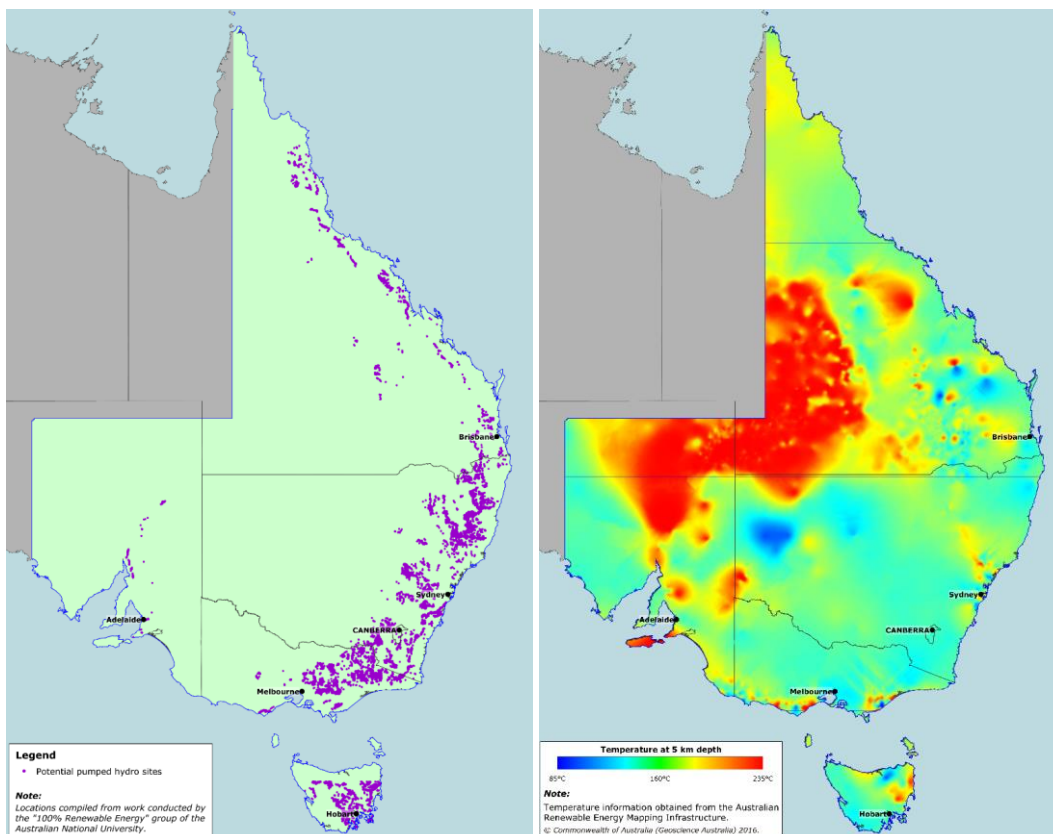 Brisbane
Sydney
Adelaide
CANBERRA
Melbourne
Hobart
Legend
Potential pumped hydro sites
Note:
Locations compiled from work conducted by
the "100% Renewable Energy" group of the
Australian National University.
Brisbane
Sydney
Adelaide
CANBERRA
Melbourne
Hobart
Temperature at 5 km depth
85°C 160°C 235°C
Note:
Temperature information obtained from the Australian
Renewable Energy Mapping Infrastructure.
© Commonwealth of Australia (Geoscience Australia) 2016.